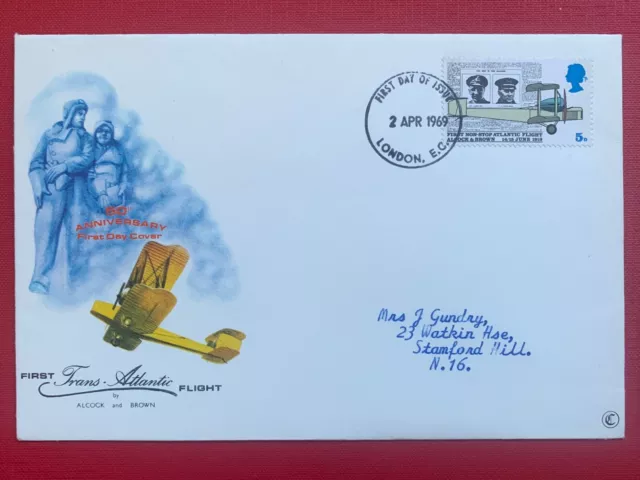 FIRST DAY OF ISSUE
2 APR 1969
LONDON, E.C.
FIRST NON-STOP ATLANTIC FLIGHT
ALCOCK & BROWN 14/15 JUNE 1919
5D
50th
ANNIVERSARY
First Day Cover
Mrs J Gundry,
23 Watkin Hse,
Stamford Hill.
N.16.
FIRST Trans-Atlantic FLIGHT
by
ALCOCK and BROWN